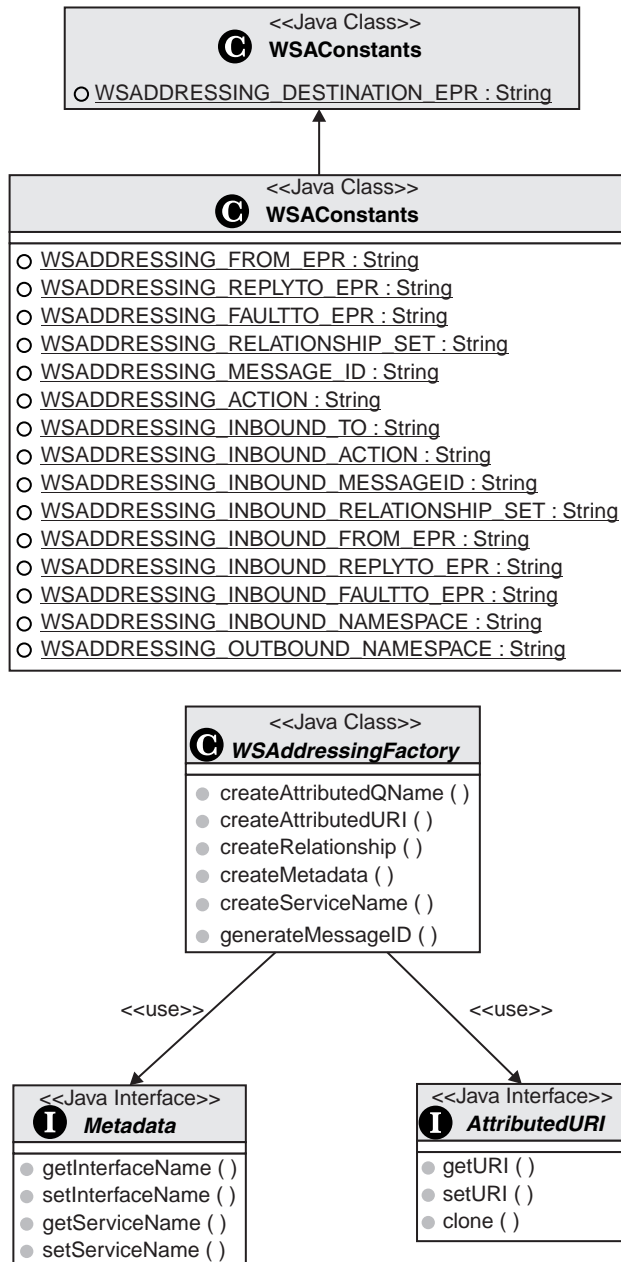 <<Java Class>>
C WSAConstants
WSADDRESSING_DESTINATION_EPR : String
<<Java Class>>
C WSAConstants
WSADDRESSING_FROM_EPR : String
WSADDRESSING_REPLYTO_EPR : String
WSADDRESSING_FAULTTO_EPR : String
WSADDRESSING_RELATIONSHIP_SET : String
WSADDRESSING_MESSAGE_ID : String
WSADDRESSING_ACTION : String
WSADDRESSING_INBOUND_TO : String
WSADDRESSING_INBOUND_ACTION : String
WSADDRESSING_INBOUND_MESSAGEID : String
WSADDRESSING_INBOUND_RELATIONSHIP_SET : String
WSADDRESSING_INBOUND_FROM_EPR : String
WSADDRESSING_INBOUND_REPLYTO_EPR : String
WSADDRESSING_INBOUND_FAULTTO_EPR : String
WSADDRESSING_INBOUND_NAMESPACE : String
WSADDRESSING_OUTBOUND_NAMESPACE : String
<<Java Class>>
C WSAddressingFactory
createAttributedQName ( )
createAttributedURI ( )
createRelationship ( )
createMetadata ( )
createServiceName ( )
generateMessageID ( )
<<use>>
<<use>>
<<Java Interface>>
I Metadata
getInterfaceName ( )
setInterfaceName ( )
getServiceName ( )
setServiceName ( )
<<Java Interface>>
I AttributedURI
getURI ( )
setURI ( )
clone ( )